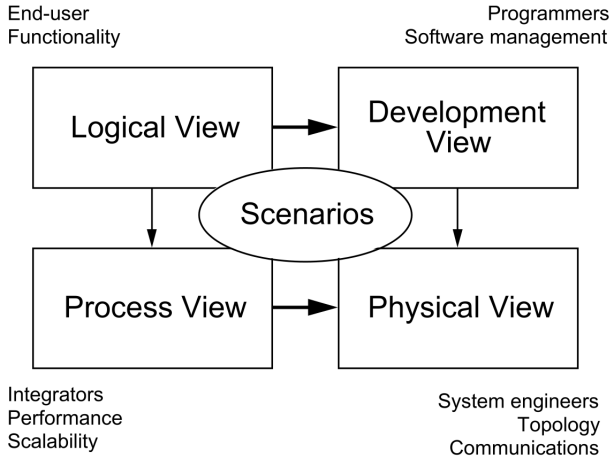 End-user
Functionality
Programmers
Software management
Logical View
Development
View
Scenarios
Process View
Physical View
Integrators
Performance
Scalability
System engineers
Topology
Communications